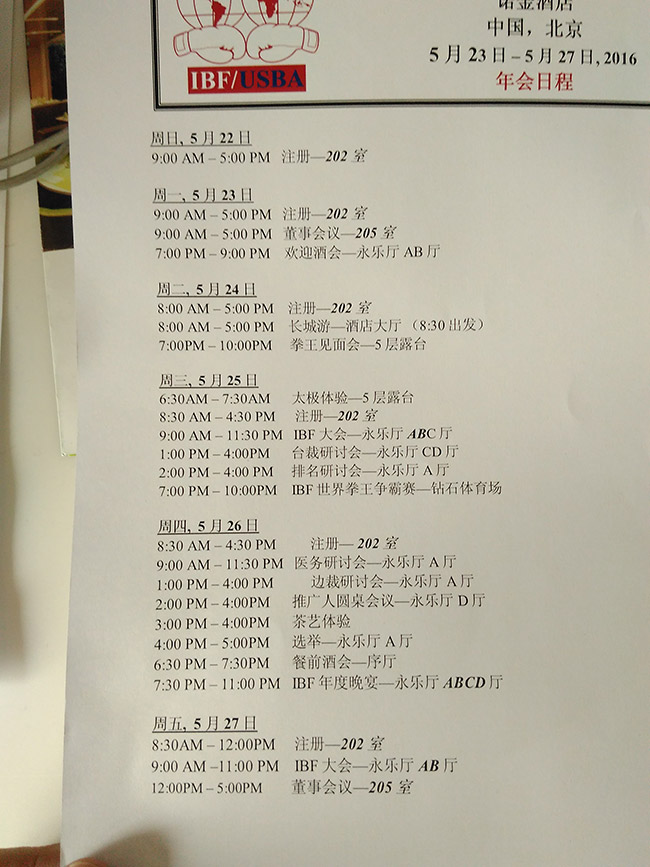 诺金酒店
中国，北京
5 月 23 日 – 5 月 27 日, 2016
年会日程
IBF/USBA
周日, 5 月 22 日
9:00 AM – 5:00 PM 注册—202 室
周一, 5 月 23 日
9:00 AM – 5:00 PM 注册—202 室
9:00 AM – 5:00 PM 董事会议—205 室
7:00 PM – 9:00 PM 欢迎酒会—永乐厅 AB 厅
周二, 5 月 24 日
8:00 AM – 5:00 PM 注册—202 室
8:00 AM – 5:00 PM 长城游—酒店大厅 （8:30 出发）
7:00PM – 10:00PM 拳王见面会—5 层露台
周三, 5 月 25 日
6:30AM – 7:30AM 太极体验—5 层露台
8:30 AM – 4:30 PM 注册—202 室
9:00 AM – 11:30 PM IBF 大会—永乐厅 ABC 厅
1:00 PM – 4:00PM 台裁研讨会—永乐厅 CD 厅
2:00 PM – 4:00 PM 排名研讨会—永乐厅 A 厅
7:00 PM – 10:00PM IBF 世界拳王争霸赛—钻石体育场
周四, 5 月 26 日
8:30 AM – 4:30 PM 注册— 202 室
9:00 AM – 11:30 PM 医务研讨会—永乐厅 A 厅
1:00 PM – 4:00 PM 边裁研讨会—永乐厅 A 厅
2:00 PM – 4:00PM 推广人圆桌会议—永乐厅 D 厅
3:00 PM – 4:00PM 茶艺体验
4:00 PM – 5:00PM 选举—永乐厅 A 厅
6:30 PM – 7:30PM 餐前酒会—序厅
7:30 PM – 11:00 PM IBF 年度晚宴—永乐厅 ABCD 厅
周五, 5 月 27 日
8:30AM – 12:00PM 注册—202 室
9:00 AM –11:00 PM IBF 大会—永乐厅 AB 厅
12:00PM – 5:00PM 董事会议—205 室